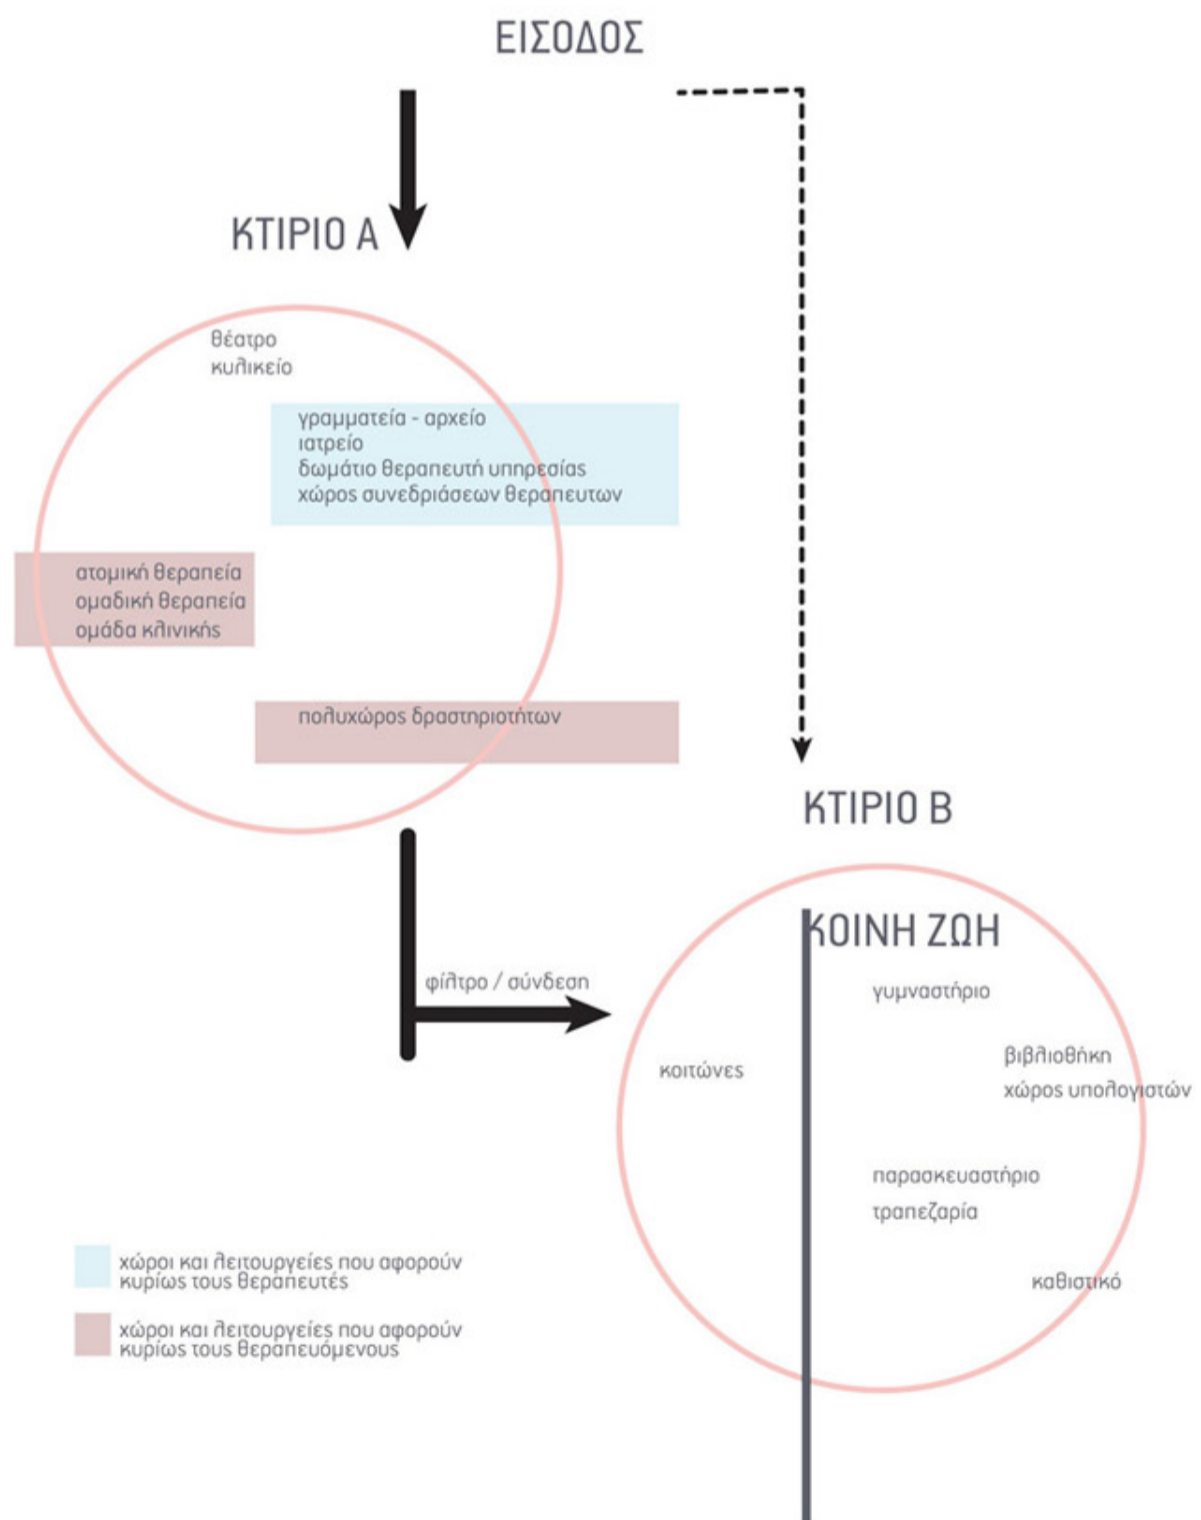 ΕΙΣΟΔΟΣ
ΚΤΙΡΙΟ Α
θέατρο
κυλικείο
γραμματεία - αρχείο
ιατρείο
δωμάτιο θεραπευτή υπηρεσίας
χώρος συνεδριάσεων θεραπευτων
ατομική θεραπεία
ομαδική θεραπεία
ομάδα κλινικής
πολυχώρος δραστηριοτήτων
ΚΤΙΡΙΟ Β
ΚΟΙΝΗ ΖΩΗ
φίλτρο / σύνδεση
γυμναστήριο
κοιτώνες
βιβλιοθήκη
χώρος υπολογιστών
παρασκευαστήριο
τραπεζαρία
καθιστικό
χώροι και λειτουργείες που αφορούν
κυρίως τους θεραπευτές
χώροι και λειτουργείες που αφορούν
κυρίως τους θεραπευόμενους